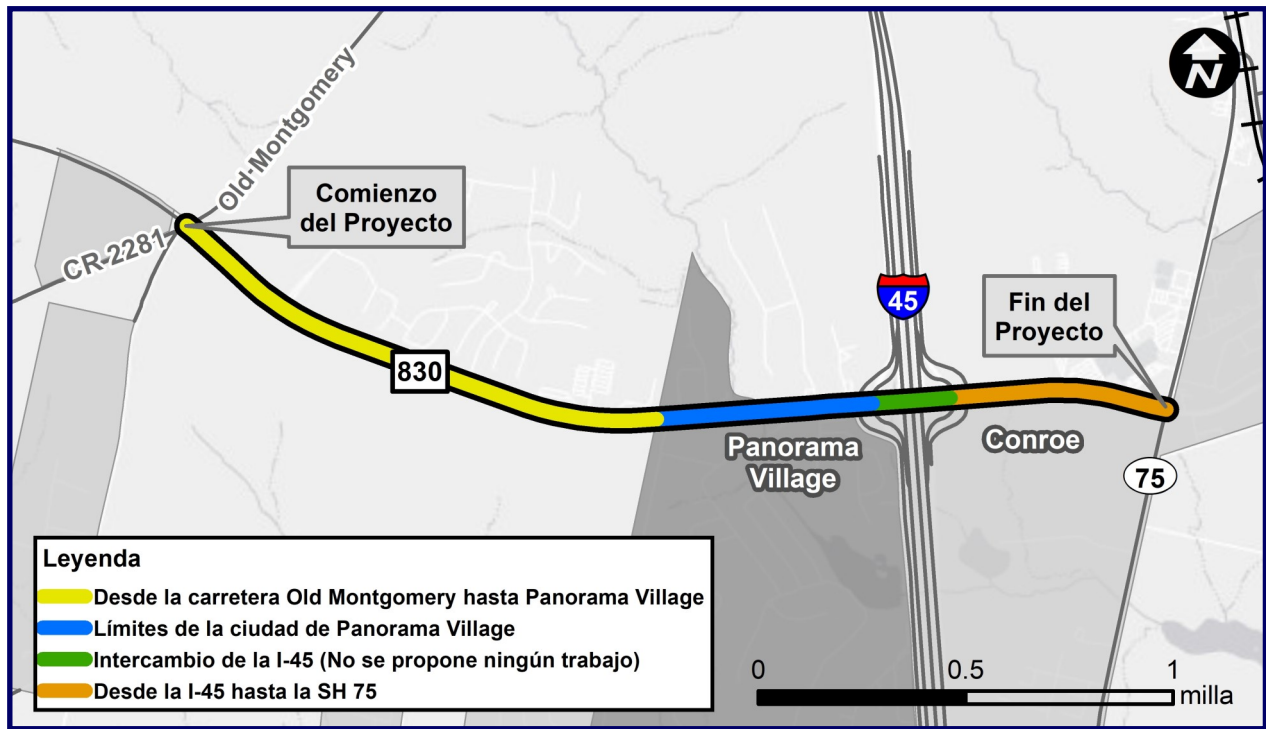 N
Old Montgomery
Comienzo
del Proyecto
CR 2281
45
Fin del
Proyecto
830
Panorama
Village
Conroe
75
Leyenda
Desde la carretera Old Montgomery hasta Panorama Village
Límites de la ciudad de Panorama Village
Intercambio de la I-45 (No se propone ningún trabajo)
Desde la I-45 hasta la SH 75
0 0.5 1
milla